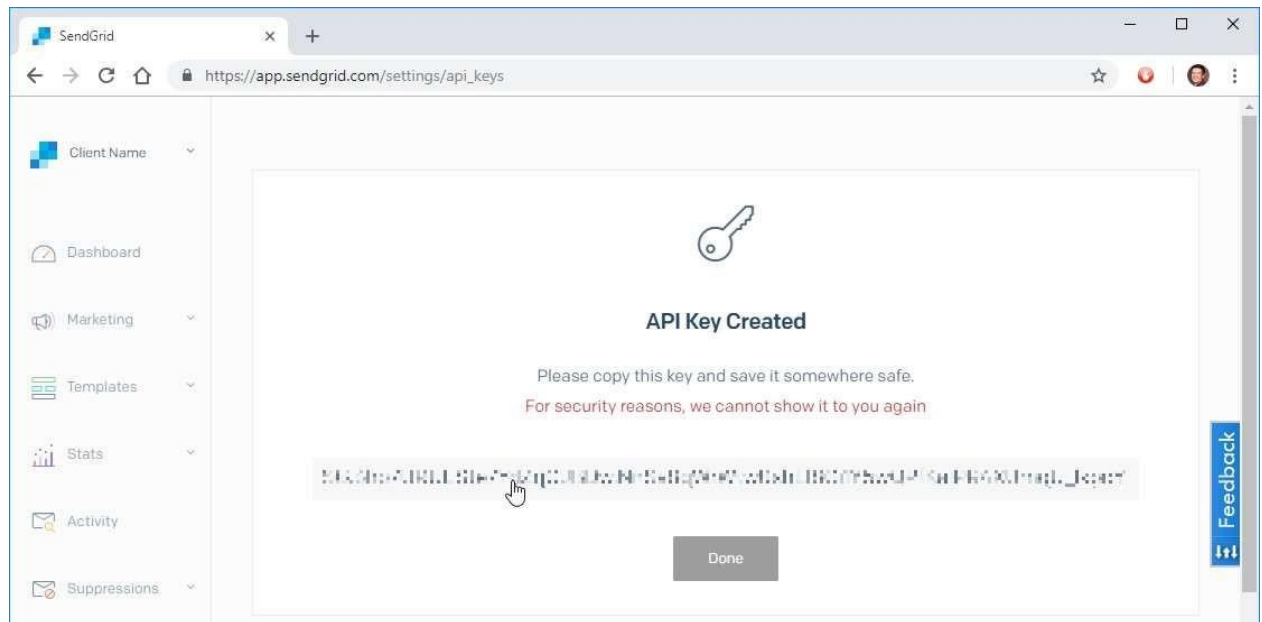 SendGrid
https://app.sendgrid.com/settings/api_keys
Client Name
Dashboard
Marketing
Templates
Stats
Activity
Suppressions
API Key Created
Please copy this key and save it somewhere safe.
For security reasons, we cannot show it to you again
Done
Feedback